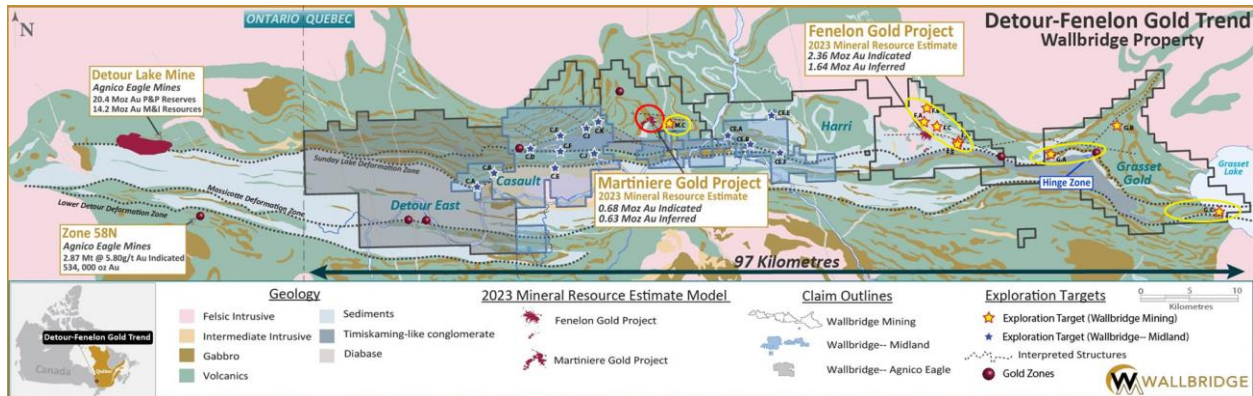 N
ONTARIO QUEBEC
Detour-Fenelon Gold Trend
Wallbridge Property
Detour Lake Mine
Agnico Eagle Mines
20.4 Moz Au P&P Reserves
14.2 Moz Au M&I Resources
Fenelon Gold Project
2023 Mineral Resource Estimate
2.36 Moz Au Indicated
1.64 Moz Au Inferred
Harri
M.C
F.A
F.C
G.B
G.A
Grasset
Lake
Grasset
Gold
Hinge Zone
Sunday Lake Deformation Zone
Casault
C.D
C.A
Massicotte Deformation Zone
Lower Detour Deformation Zone
Detour East
Martiniere Gold Project
2023 Mineral Resource Estimate
0.68 Moz Au Indicated
0.63 Moz Au Inferred
Zone 58N
Agnico Eagle Mines
2.87 Mt @ 5.80g/t Au Indicated
534, 000 oz Au
97 Kilometres
Detour-Fenelon Gold Trend
Canada
Québec
Geology
Felsic Intrusive
Intermediate Intrusive
Gabbro
Volcanics
Sediments
Timiskaming-like conglomerate
Diabase
2023 Mineral Resource Estimate Model
Fenelon Gold Project
Martiniere Gold Project
Claim Outlines
Wallbridge Mining
Wallbridge-- Midland
Wallbridge-- Agnico Eagle
Exploration Targets
Exploration Target (Wallbridge Mining)
Exploration Target (Wallbridge-- Midland)
Interpreted Structures
Gold Zones
0 5 10
Kilometres
WALLBRIDGE